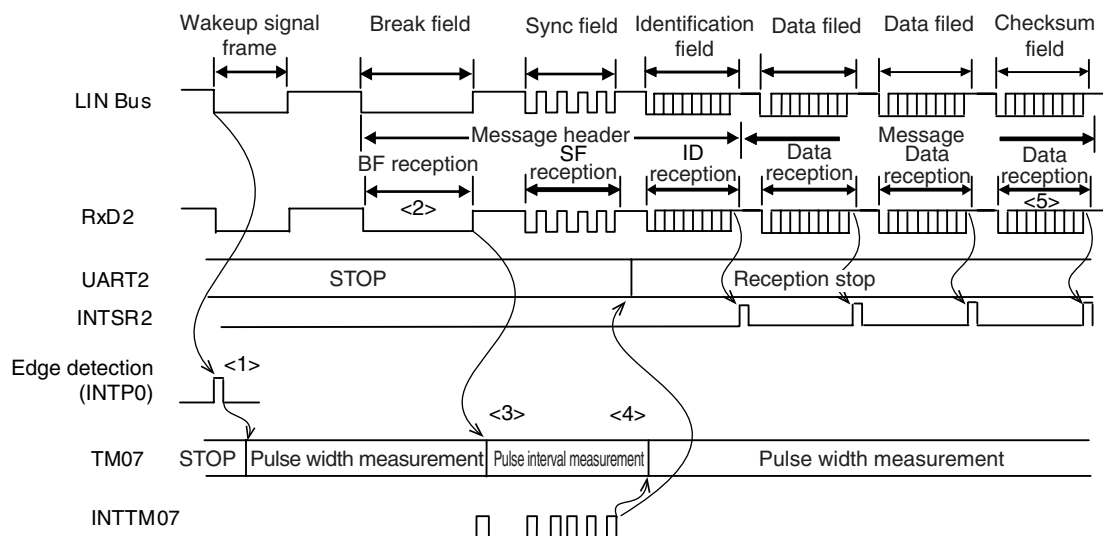 Wakeup signal frame
Break field
Sync field
Identification field
Data filed
Data filed
Checksum field
LIN Bus
Message header
Message
BF reception
SF reception
ID reception
Data reception
Data reception
Data reception
RxD2
<2>
<5>
UART2
STOP
Reception stop
INTSR2
Edge detection (INTP0)
<1>
<3>
<4>
TM07
STOP
Pulse width measurement
Pulse interval measurement
Pulse width measurement
INTTM07